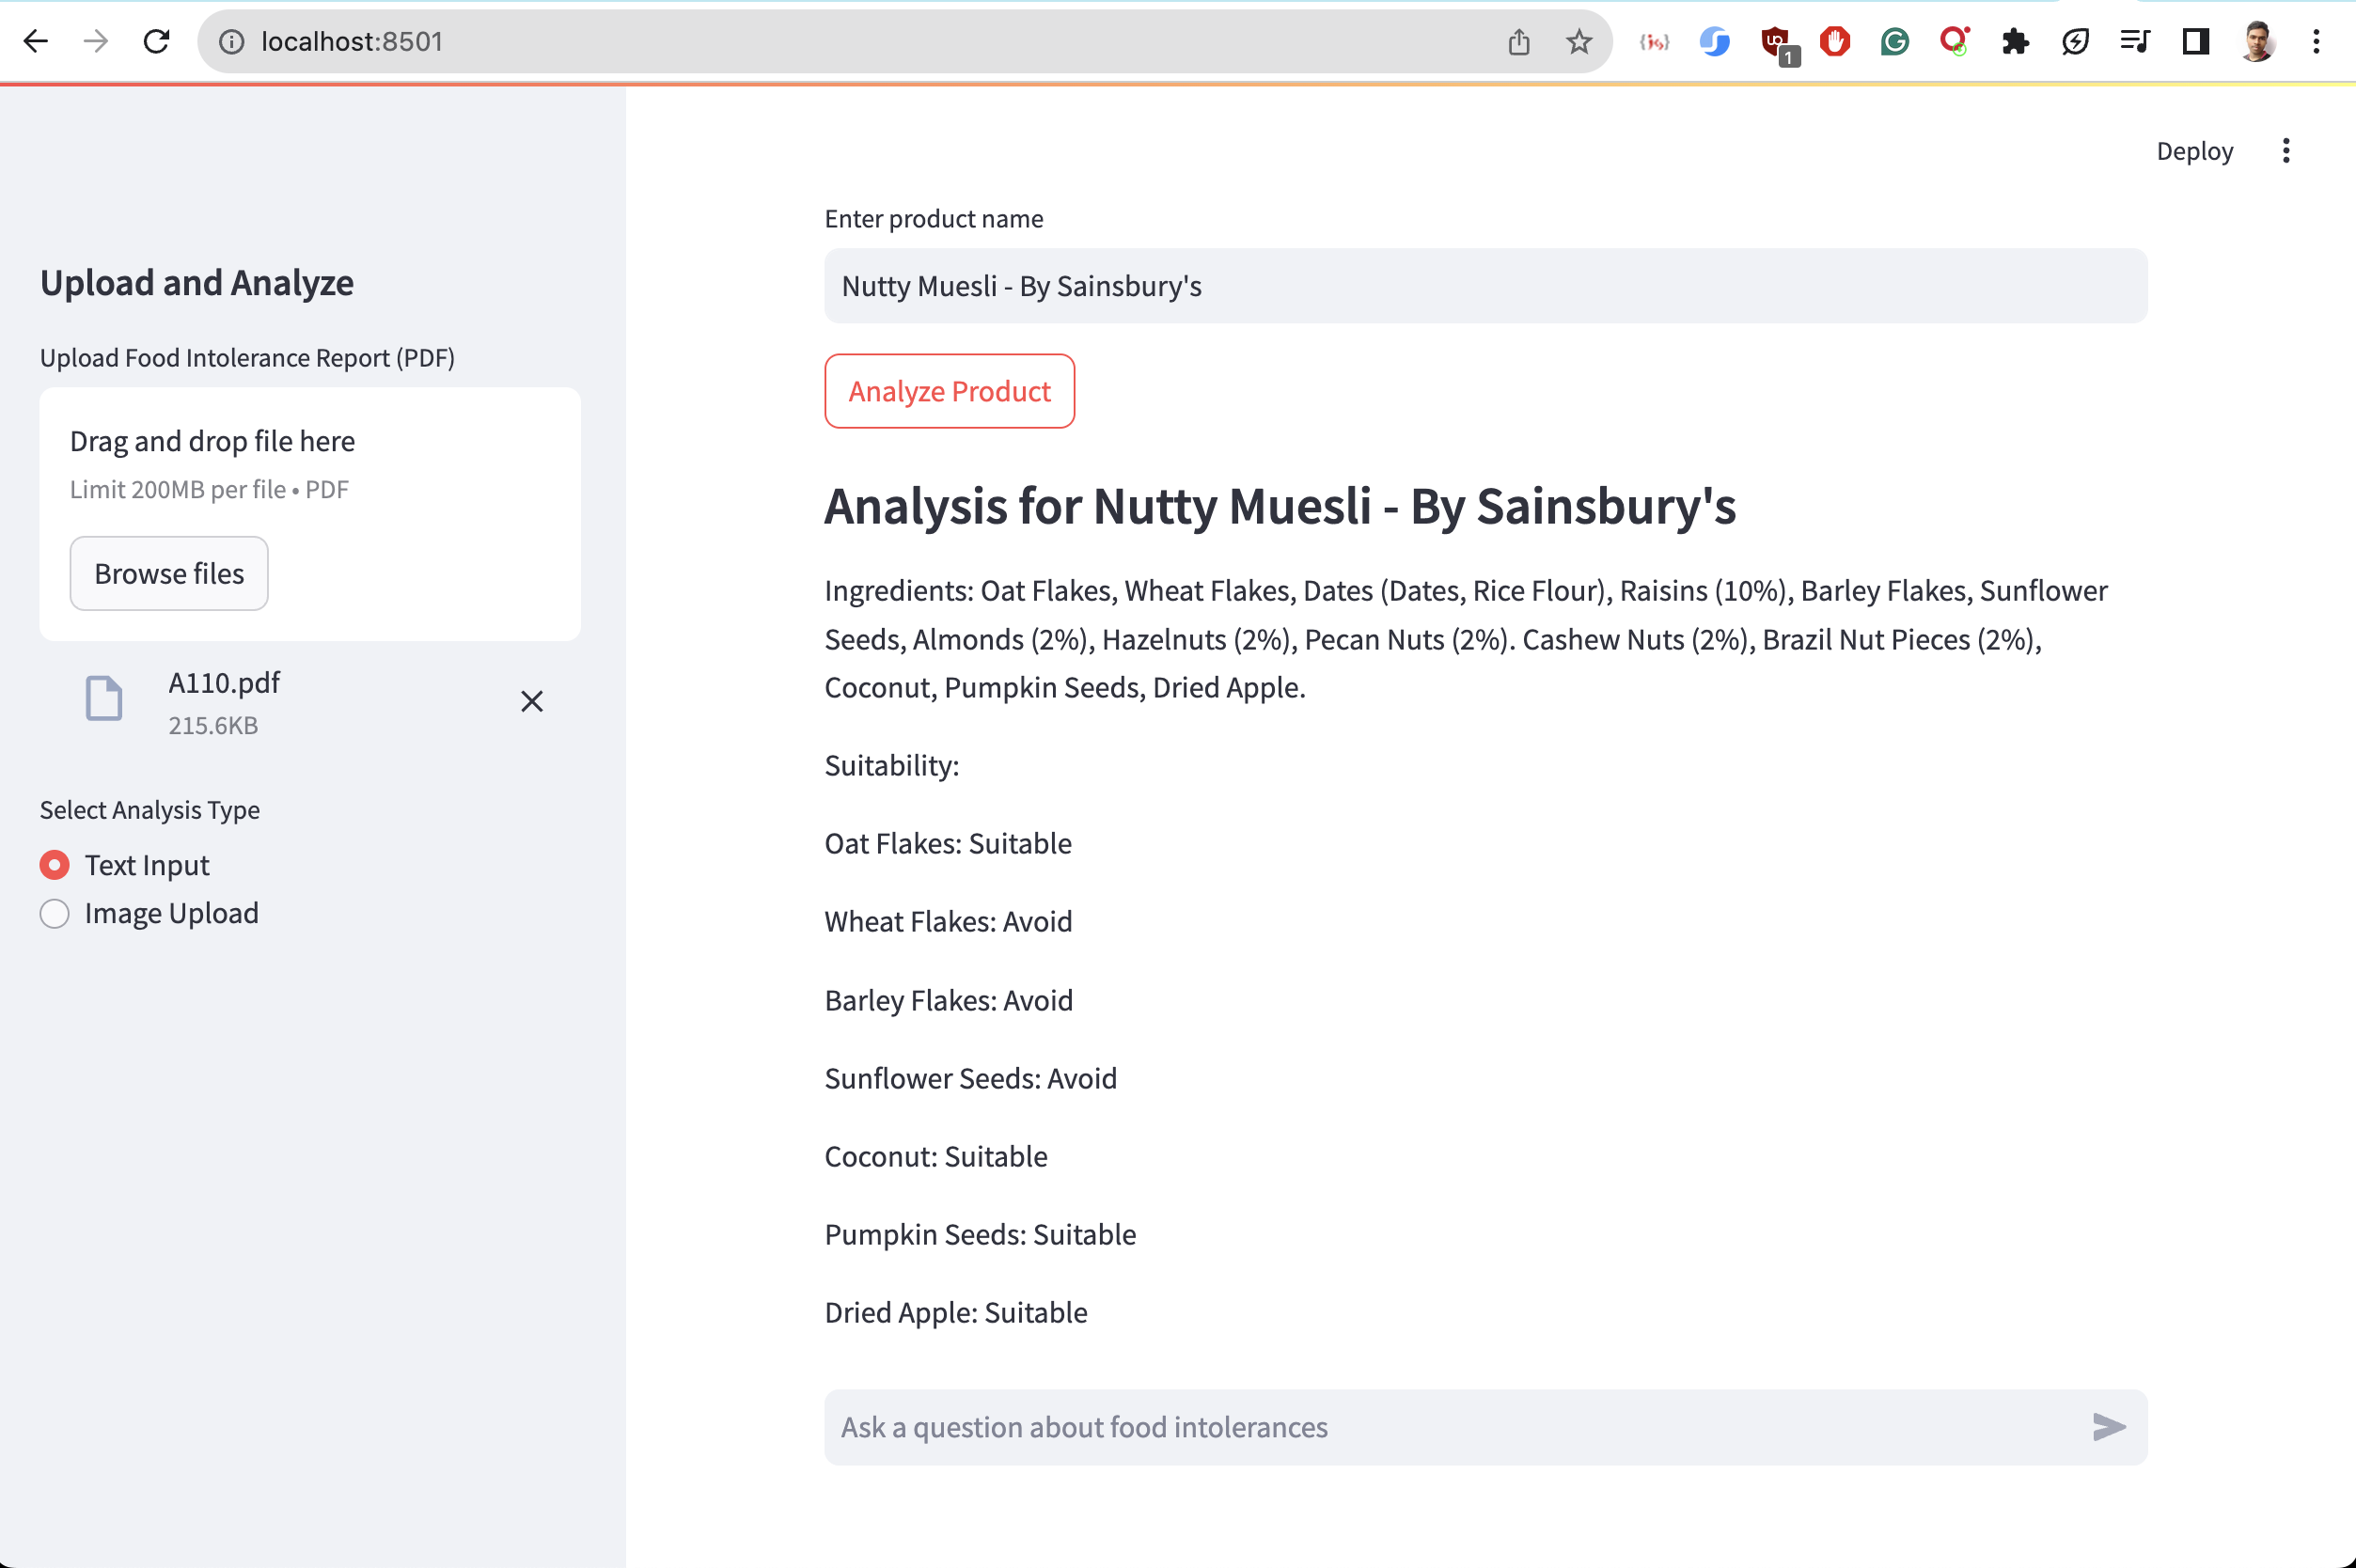 localhost:8501
1
Deploy
Upload and Analyze
Upload Food Intolerance Report (PDF)
Drag and drop file here
Limit 200MB per file • PDF
Browse files
A110.pdf
215.6KB
Select Analysis Type
Text Input
Image Upload
Enter product name
Nutty Muesli - By Sainsbury's
Analyze Product
Analysis for Nutty Muesli - By Sainsbury's
Ingredients: Oat Flakes, Wheat Flakes, Dates (Dates, Rice Flour), Raisins (10%), Barley Flakes, Sunflower
Seeds, Almonds (2%), Hazelnuts (2%), Pecan Nuts (2%). Cashew Nuts (2%), Brazil Nut Pieces (2%),
Coconut, Pumpkin Seeds, Dried Apple.
Suitability:
Oat Flakes: Suitable
Wheat Flakes: Avoid
Barley Flakes: Avoid
Sunflower Seeds: Avoid
Coconut: Suitable
Pumpkin Seeds: Suitable
Dried Apple: Suitable
Ask a question about food intolerances